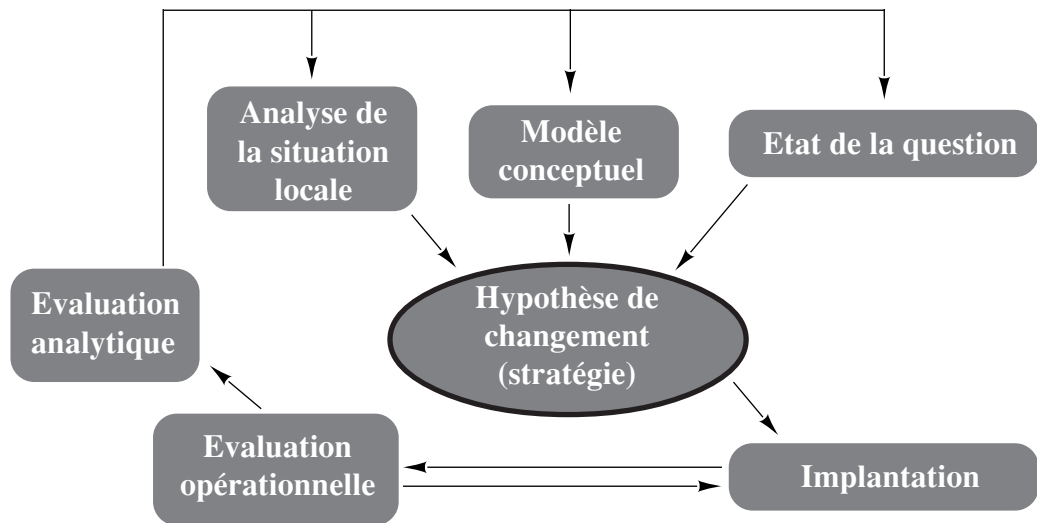 Analyse de
la situation
locale
Modèle
conceptuel
Etat de la question
Evaluation
analytique
Hypothèse de
changement
(stratégie)
Evaluation
opérationnelle
Implantation